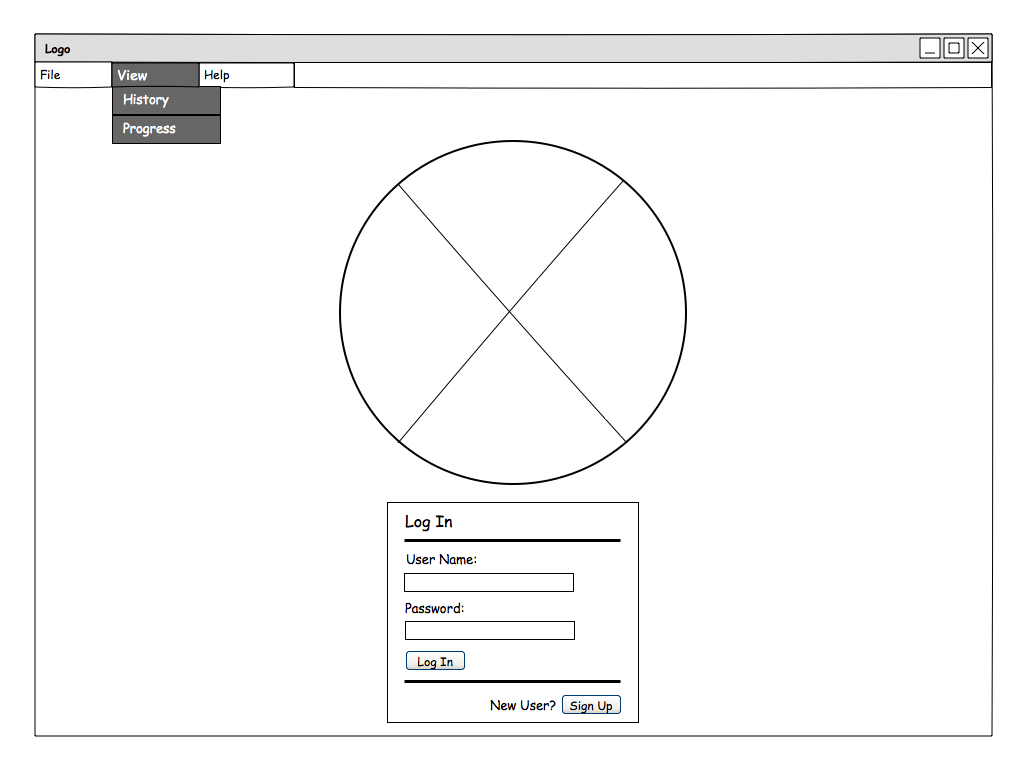 Logo
File View Help
History
Progress
Log In
User Name:
Password:
Log In
New User? Sign Up